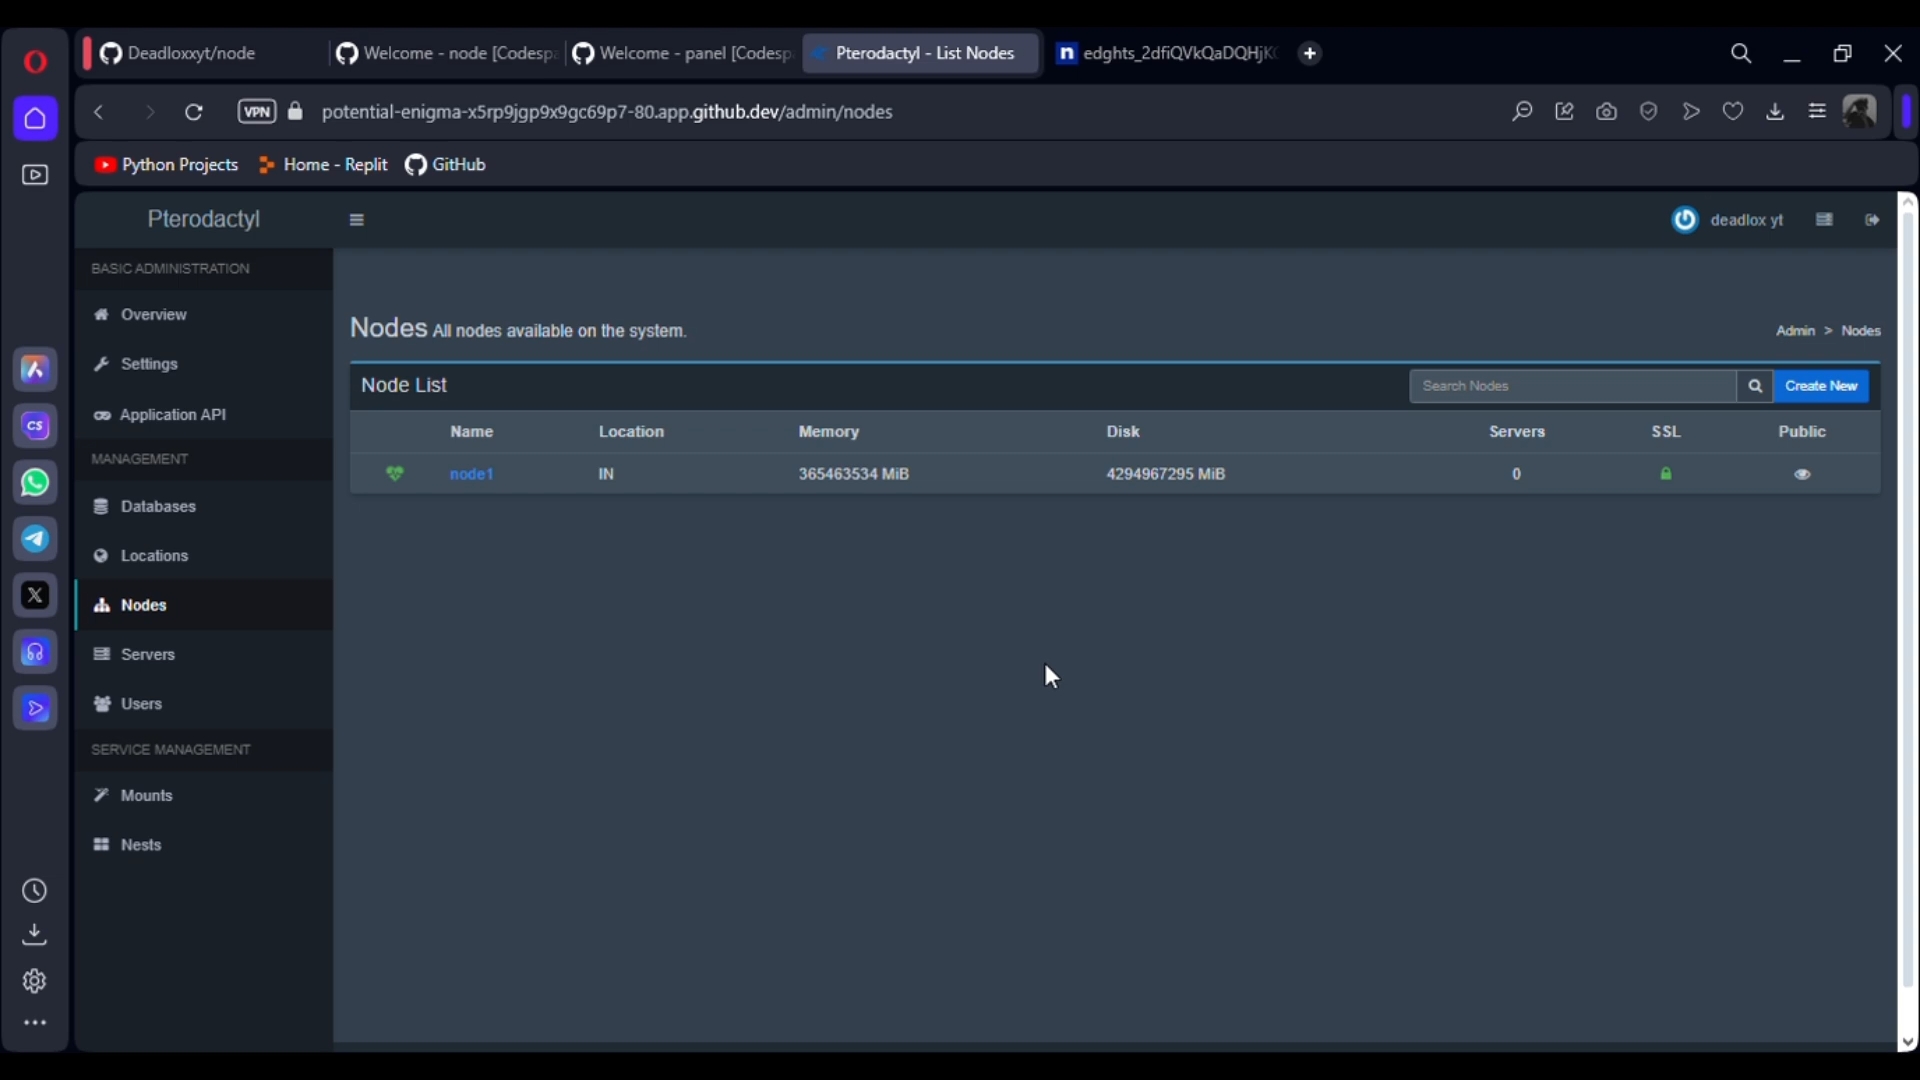 Deadloxxyt/node
Welcome - node [Codespa
Welcome - panel [Codesp
Pterodactyl - List Nodes
n edghts_2dfiQVkQaDQHjK
VPN
potential-enigma-x5rp9jgp9x9gc69p7-80.app.github.dev/admin/nodes
Python Projects
Home - Replit
GitHub
Pterodactyl
deadlox yt
BASIC ADMINISTRATION
Overview
Settings
Application API
MANAGEMENT
Databases
Locations
Nodes
Servers
Users
SERVICE MANAGEMENT
Mounts
Nests
CS
Nodes All nodes available on the system.
Admin > Nodes
Node List
Search Nodes
Create New
Name Location Memory Disk Servers SSL Public
node1 IN 365463534 MiB 4294967295 MiB 0